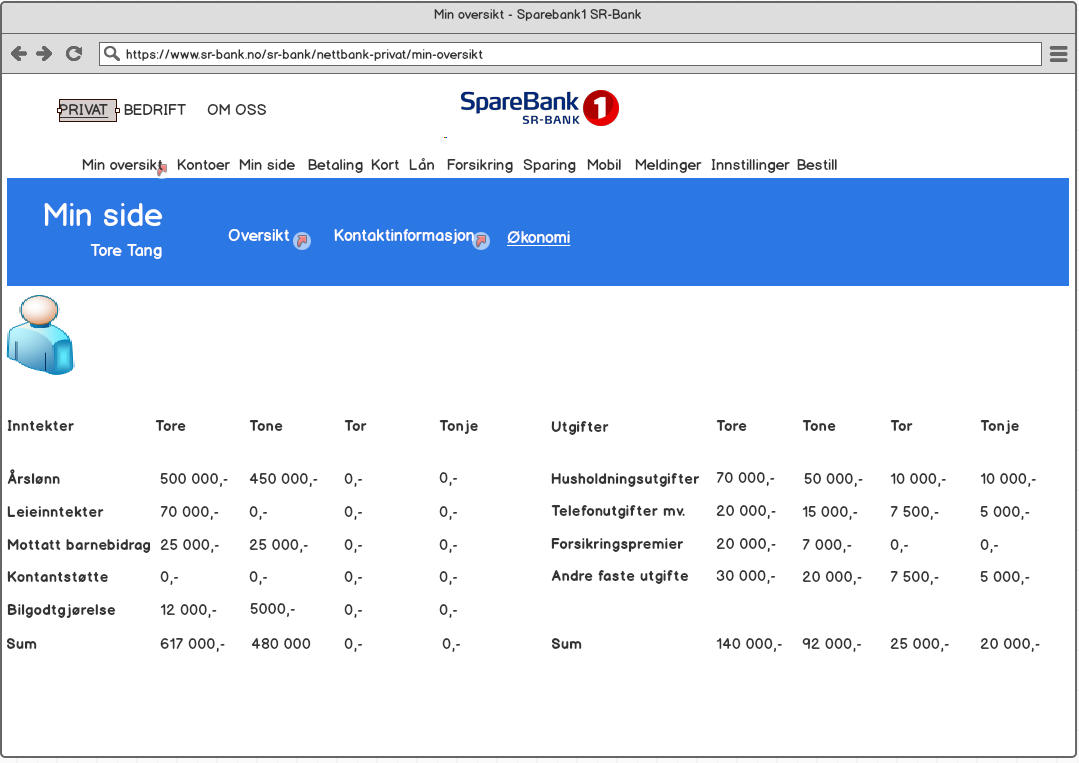 Min oversikt - Sparebank1 SR-Bank
https://www.sr-bank.no/sr-bank/nettbank-privat/min-oversikt
PRIVAT BEDRIFT OM OSS
SpareBank 1
SR-BANK
Min oversikt Kontoer Min side Betaling Kort Lån Forsikring Sparing Mobil Meldinger Innstillinger Bestill
Min side
Oversikt Kontaktinformasjon Økonomi
Tore Tang
Inntekter Tore Tone Tor Tonje Utgifter Tore Tone Tor Tonje
Årslønn 500 000,- 450 000,- 0,- 0,- Husholdningsutgifter 70 000,- 50 000,- 10 000,- 10 000,-
Leieinntekter 70 000,- 0,- 0,- 0,- Telefonutgifter mv. 20 000,- 15 000,- 7 500,- 5 000,-
Mottatt barnebidrag 25 000,- 25 000,- 0,- 0,- Forsikringspremier 20 000,- 7 000,- 0,- 0,-
Kontantstøtte 0,- 0,- 0,- 0,- Andre faste utgifte 30 000,- 20 000,- 7 500,- 5 000,-
Bilgodtgjørelse 12 000,- 5000,- 0,- 0,-
Sum 617 000,- 480 000 0,- 0,- Sum 140 000,- 92 000,- 25 000,- 20 000,-